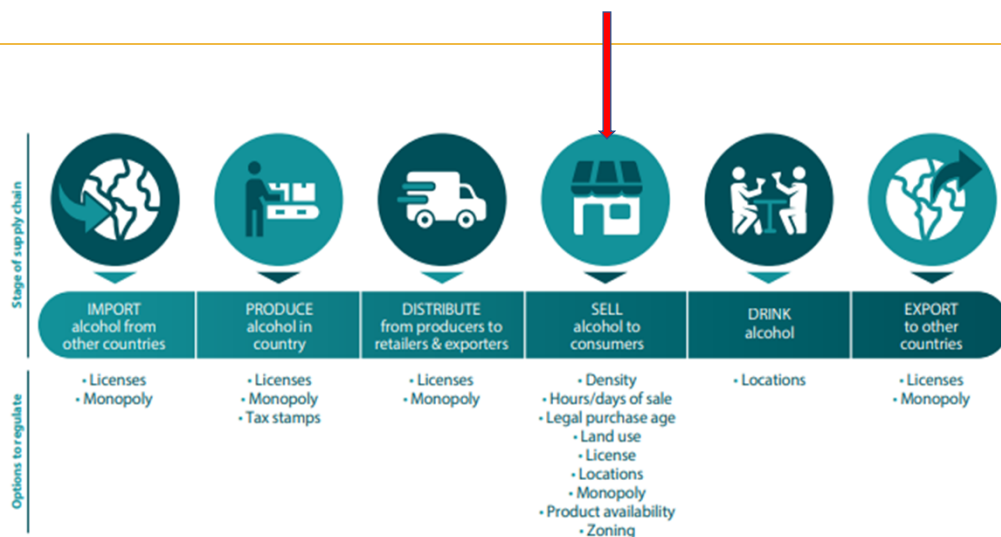 Stage of supply chain
IMPORT
alcohol from
other countries
PRODUCE
alcohol in
country
DISTRIBUTE
from producers to
retailers & exporters
SELL
alcohol to
consumers
DRINK
alcohol
EXPORT
to other
countries
Options to regulate
• Licenses
• Monopoly
• Licenses
• Monopoly
• Tax stamps
• Licenses
• Monopoly
• Density
• Hours/days of sale
• Legal purchase age
• Land use
• License
• Locations
• Monopoly
• Product availability
• Zoning
• Locations
• Licenses
• Monopoly